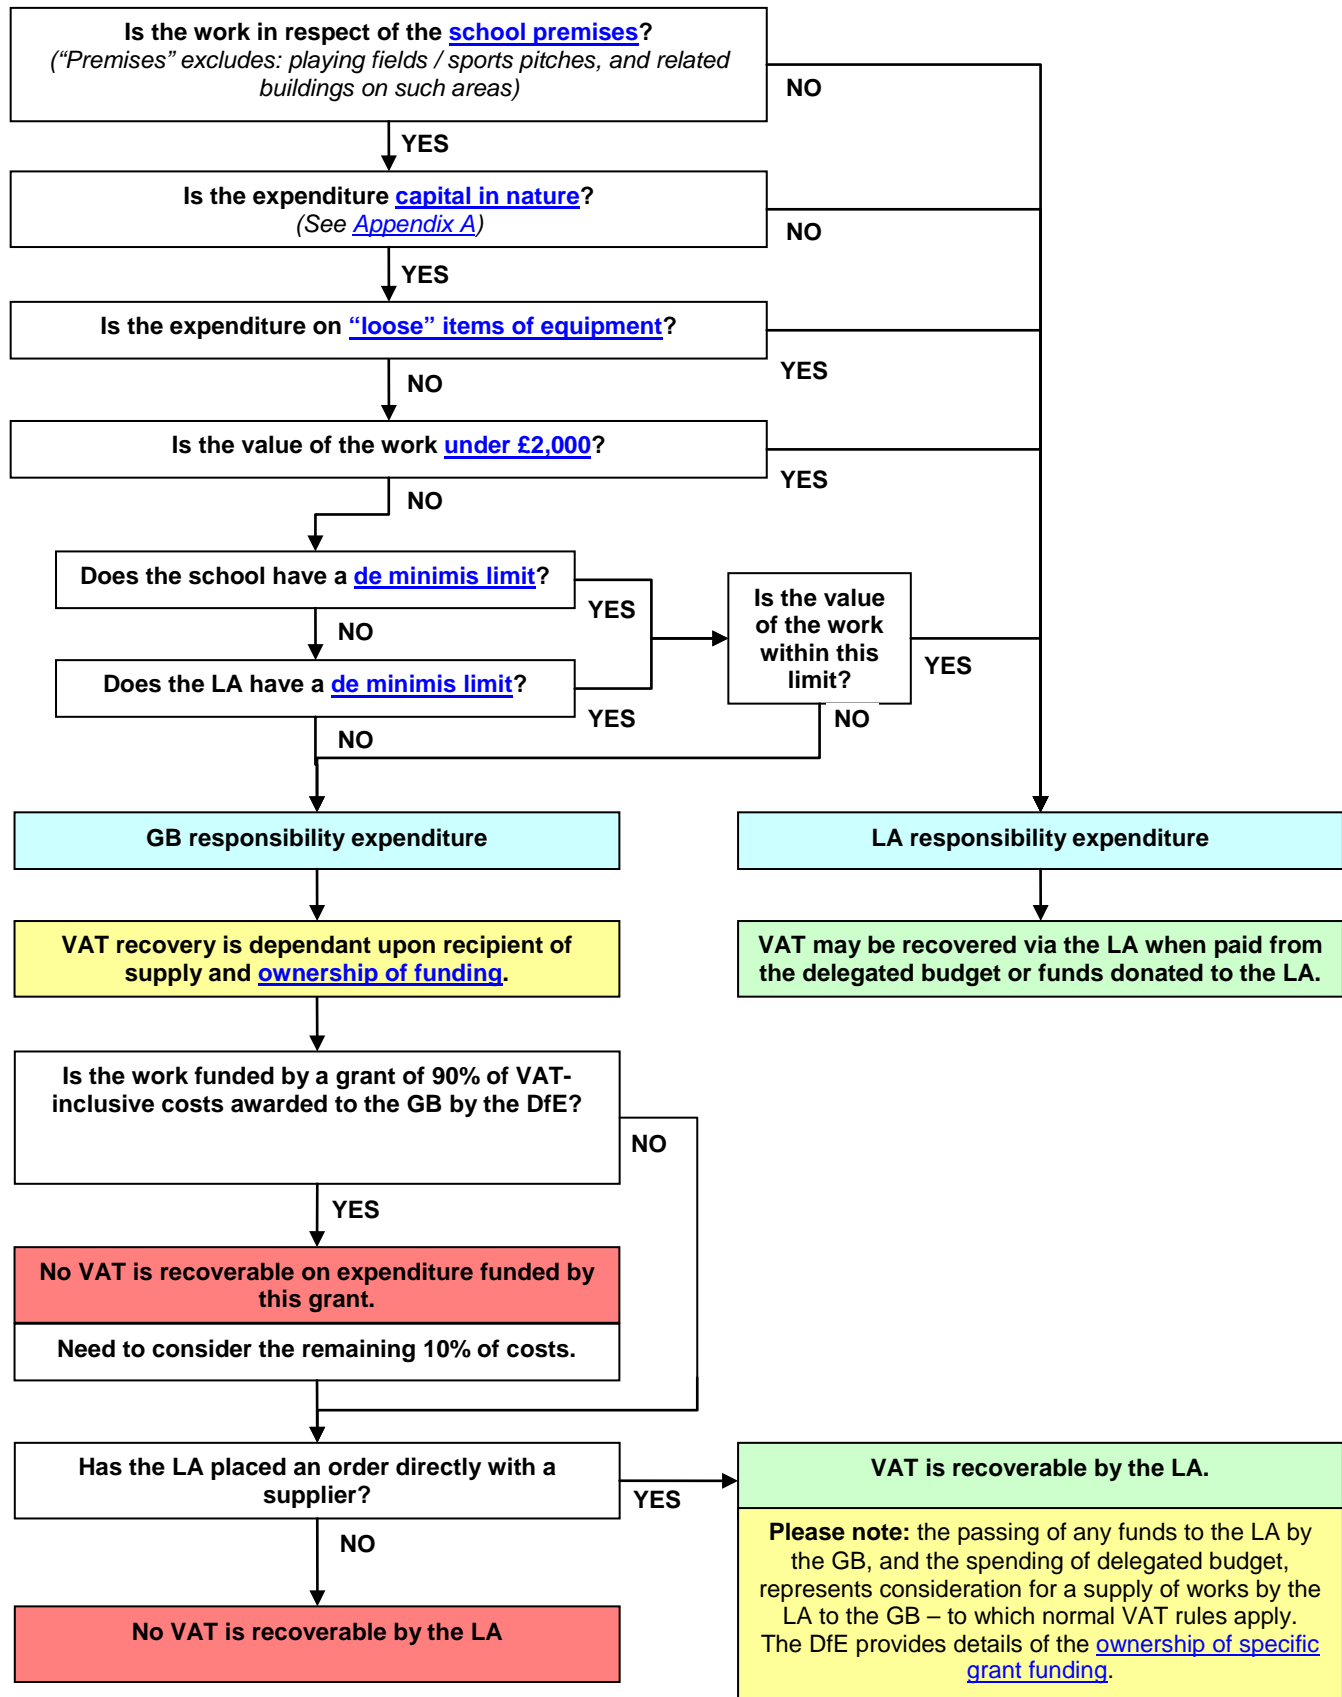 Is the work in respect of the school premises?
(“Premises” excludes: playing fields / sports pitches, and related
buildings on such areas)
NO
YES
Is the expenditure capital in nature?
(See Appendix A)
NO
YES
Is the expenditure on “loose” items of equipment?
YES
NO
Is the value of the work under £2,000?
YES
NO
Does the school have a de minimis limit?
YES
NO
Does the LA have a de minimis limit?
YES
NO
Is the value
of the work
within this
limit?
YES
NO
GB responsibility expenditure
LA responsibility expenditure
VAT recovery is dependant upon recipient of
supply and ownership of funding.
VAT may be recovered via the LA when paid from
the delegated budget or funds donated to the LA.
Is the work funded by a grant of 90% of VAT-
inclusive costs awarded to the GB by the DfE?
NO
YES
No VAT is recoverable on expenditure funded by
this grant.
Need to consider the remaining 10% of costs.
Has the LA placed an order directly with a
supplier?
YES
NO
VAT is recoverable by the LA.
Please note: the passing of any funds to the LA by
the GB, and the spending of delegated budget,
represents consideration for a supply of works by the
LA to the GB – to which normal VAT rules apply.
The DfE provides details of the ownership of specific
grant funding.
No VAT is recoverable by the LA